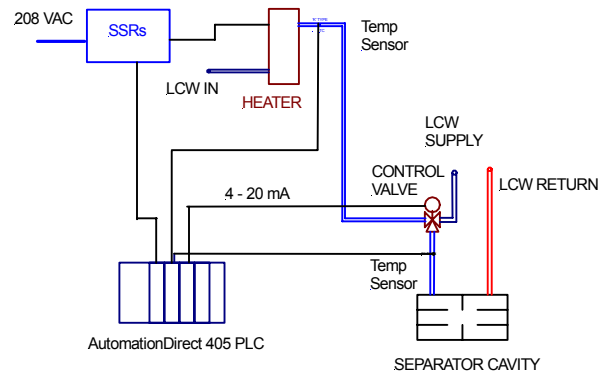 208 VAC
SSRs
Temp
Sensor
LCW IN
HEATER
LCW
SUPPLY
CONTROL
VALVE
LCW RETURN
4 - 20 mA
Temp
Sensor
AutomationDirect 405 PLC
SEPARATOR CAVITY